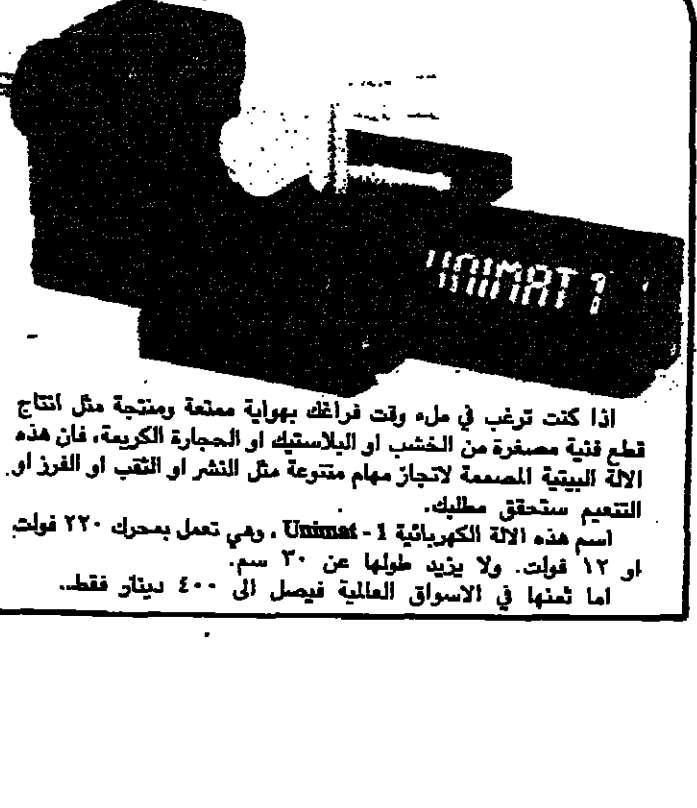 UNIMAT 1
اذا كنت ترغب في ملء وقت فراغك بهواية ممتعة ومنتجة مثل انتاج
قطع فنية مصغرة من الخشب او البلاستيك او الحجارة الكريمة، فان هذه
الالة البيتية المصممة لانجاز مهام متنوعة مثل النشر او الثقب او الفرز او
التنعيم ستحقق مطلبك.
اسم هذه الالة الكهربائية Unimat - 1 ، وهي تعمل بمحرك ٢٢٠ فولت
او ١٢ فولت. ولا يزيد طولها عن ٣٠ سم.
اما ثمنها في الاسواق العالمية فيصل الى ٤٠٠ دينار فقط..